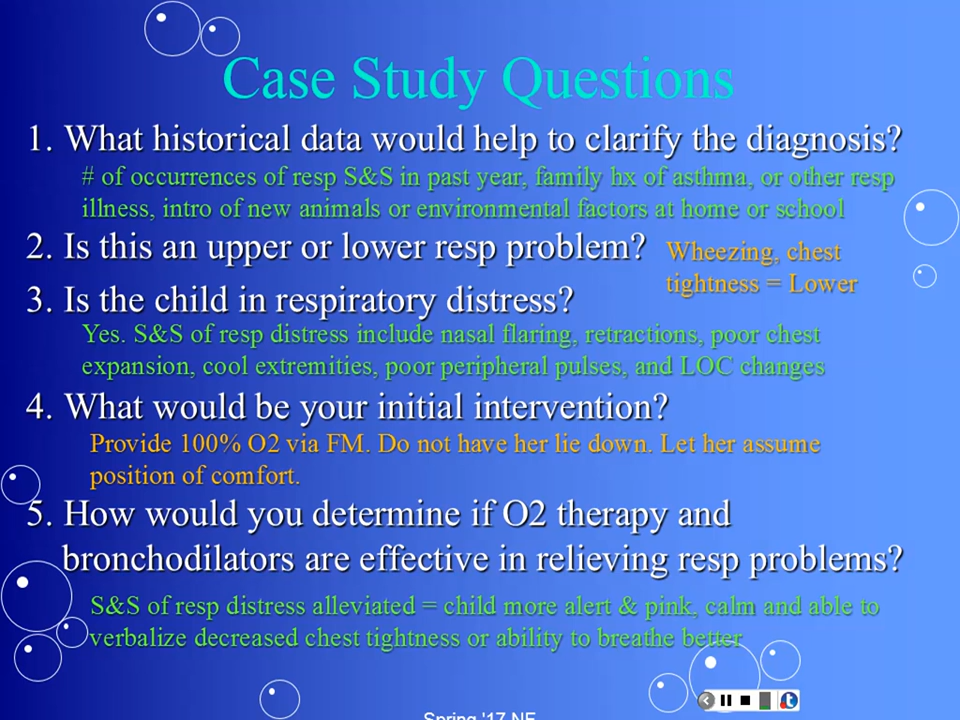 Case Study Questions
1. What historical data would help to clarify the diagnosis?
# of occurrences of resp S&S in past year, family hx of asthma, or other resp
illness, intro of new animals or environmental factors at home or school
2. Is this an upper or lower resp problem?
Wheezing, chest
tightness = Lower
3. Is the child in respiratory distress?
Yes. S&S of resp distress include nasal flaring, retractions, poor chest
expansion, cool extremities, poor peripheral pulses, and LOC changes
4. What would be your initial intervention?
Provide 100% O2 via FM. Do not have her lie down. Let her assume
position of comfort.
5. How would you determine if O2 therapy and
bronchodilators are effective in relieving resp problems?
S&S of resp distress alleviated = child more alert & pink, calm and able to
verbalize decreased chest tightness or ability to breathe better
Spring '17 NE
t